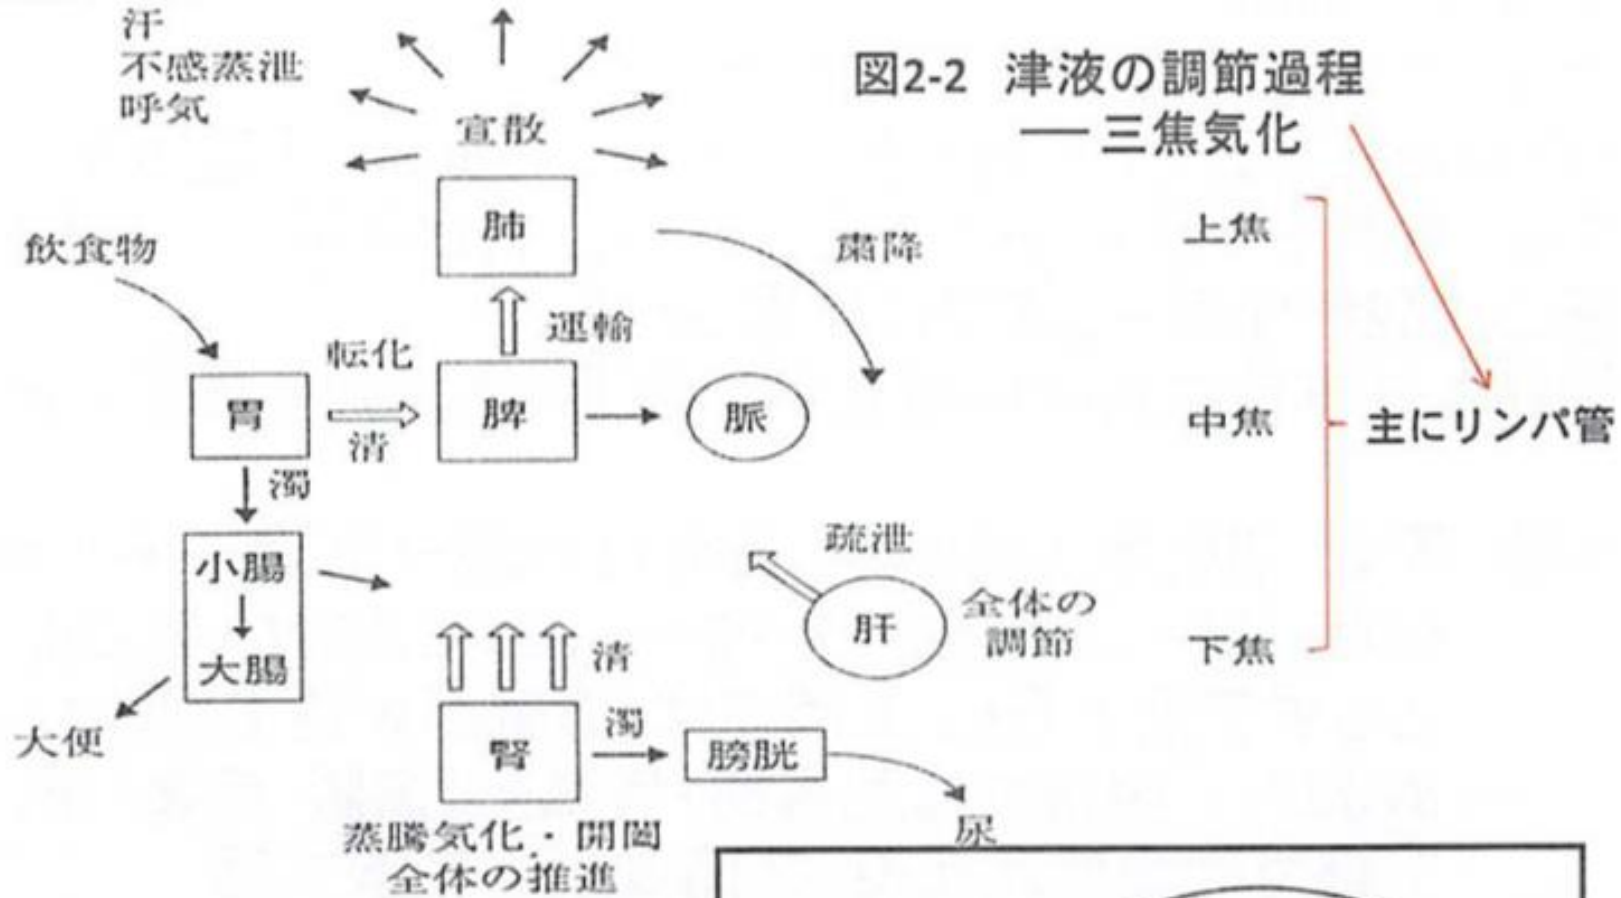 汗
不感蒸泄
呼気
宣散
図2-2 津液の調節過程
── 三焦気化
肺
粛降
上焦
飲食物
運輸
転化
胃
清
脾
脈
中焦
主にリンパ管
濁
小腸
大腸
疏泄
肝
全体の
調節
下焦
清
大便
腎
濁
膀胱
尿
蒸騰気化・開闔
全体の推進